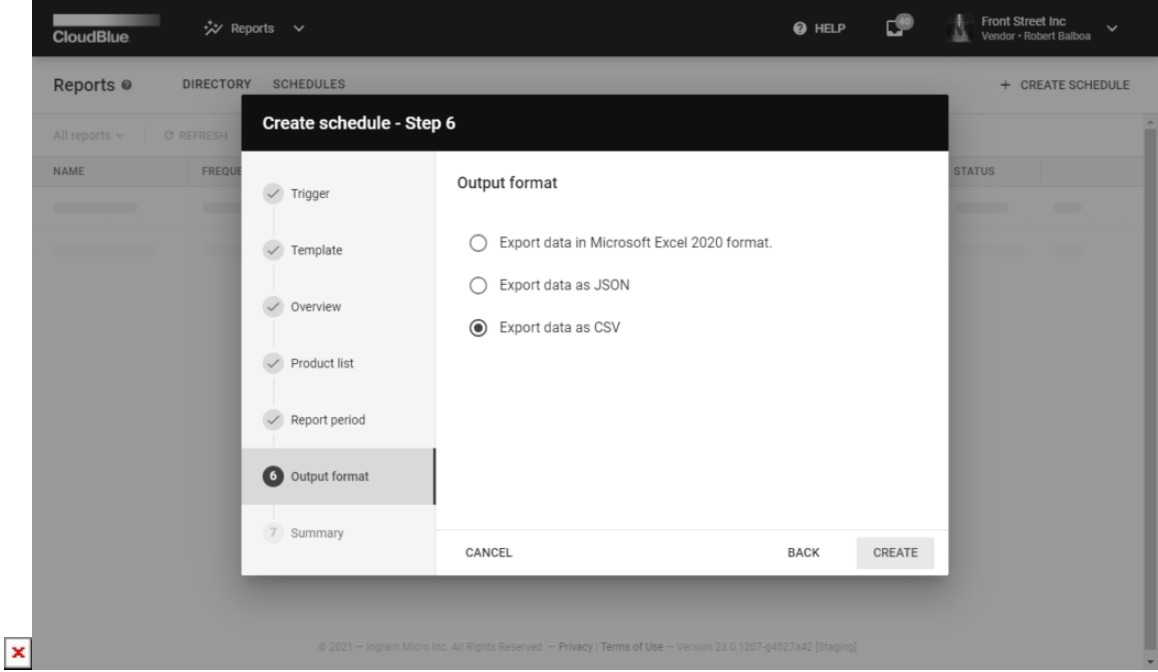 CloudBlue
Reports
HELP
40
Front Street Inc
Vendor • Robert Balboa
Reports
DIRECTORY
SCHEDULES
+ CREATE SCHEDULE
All reports
REFRESH
NAME
FREQUE
STATUS
Create schedule - Step 6
Trigger
Template
Overview
Product list
Report period
6 Output format
7 Summary
Output format
Export data in Microsoft Excel 2020 format.
Export data as JSON
Export data as CSV
CANCEL
BACK
CREATE
© 2021 — Ingram Micro Inc. All Rights Reserved. — Privacy | Terms of Use — Version 23.0.1207-g4527a42 [Staging]